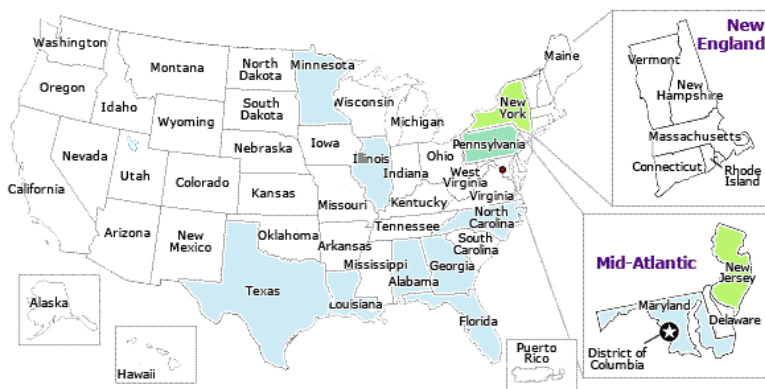 Washington
Montana
North
Dakota
Minnesota
Maine
Oregon
Idaho
South
Dakota
Wisconsin
Michigan
New
York
Wyoming
Nebraska
Iowa
Illinois
Indiana
Ohio
Pennsylvania
Nevada
Utah
Colorado
Kansas
Missouri
Kentucky
West
Virginia
Virginia
California
Arizona
New
Mexico
Oklahoma
Arkansas
Tennessee
North
Carolina
South
Carolina
Mississippi
Alabama
Georgia
Texas
Louisiana
Florida
Alaska
Hawaii
Puerto
Rico
New
England
Vermont
New
Hampshire
Massachusetts
Connecticut
Rhode
Island
Mid-Atlantic
New
Jersey
Maryland
Delaware
District of
Columbia